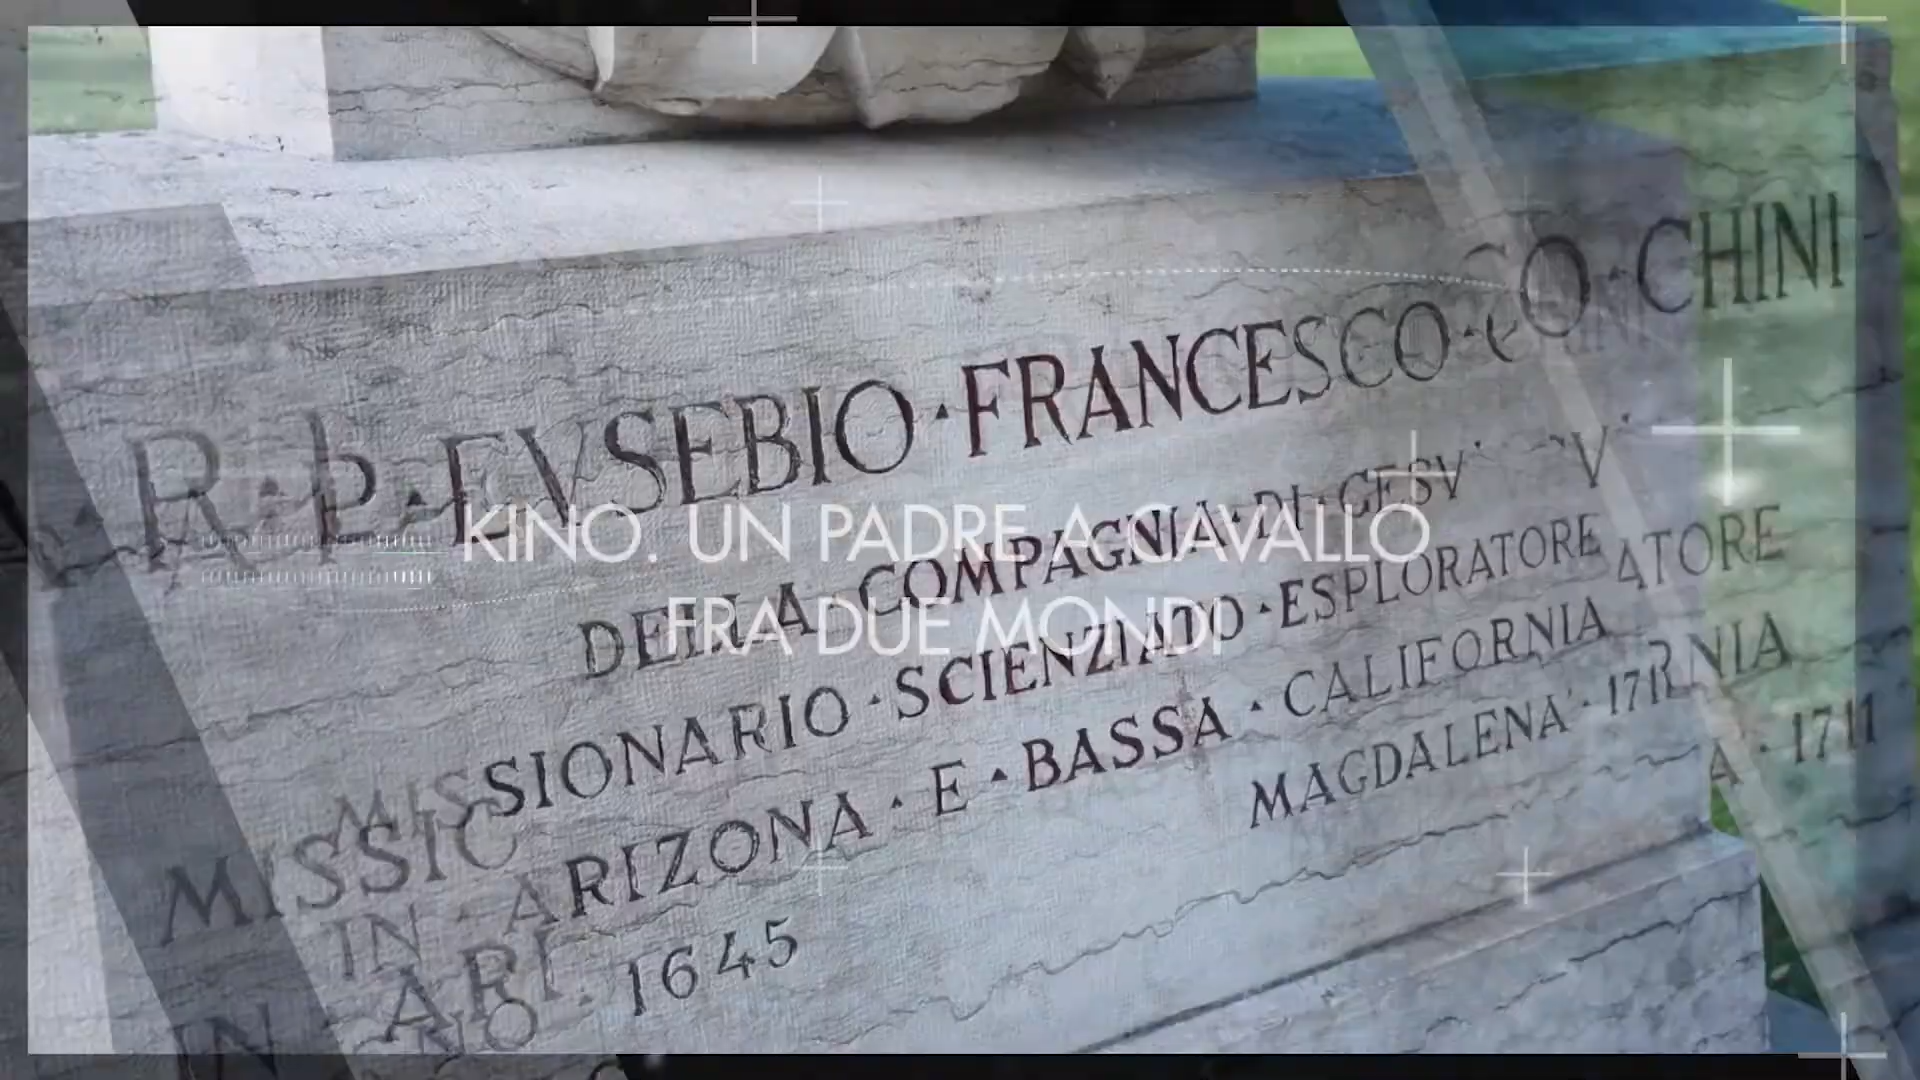 R·P·EVSEBIO·FRANCESCO·CHINI
KINO. UN PADRE A CAVALLO
FRA DUE MONDI
DELLA·COMPAGNIA·DI·GESV
MISSIONARIO·SCIENZIATO·ESPLORATORE
IN·ARIZONA·E·BASSA·CALIFORNIA
1645
MAGDALENA·1711